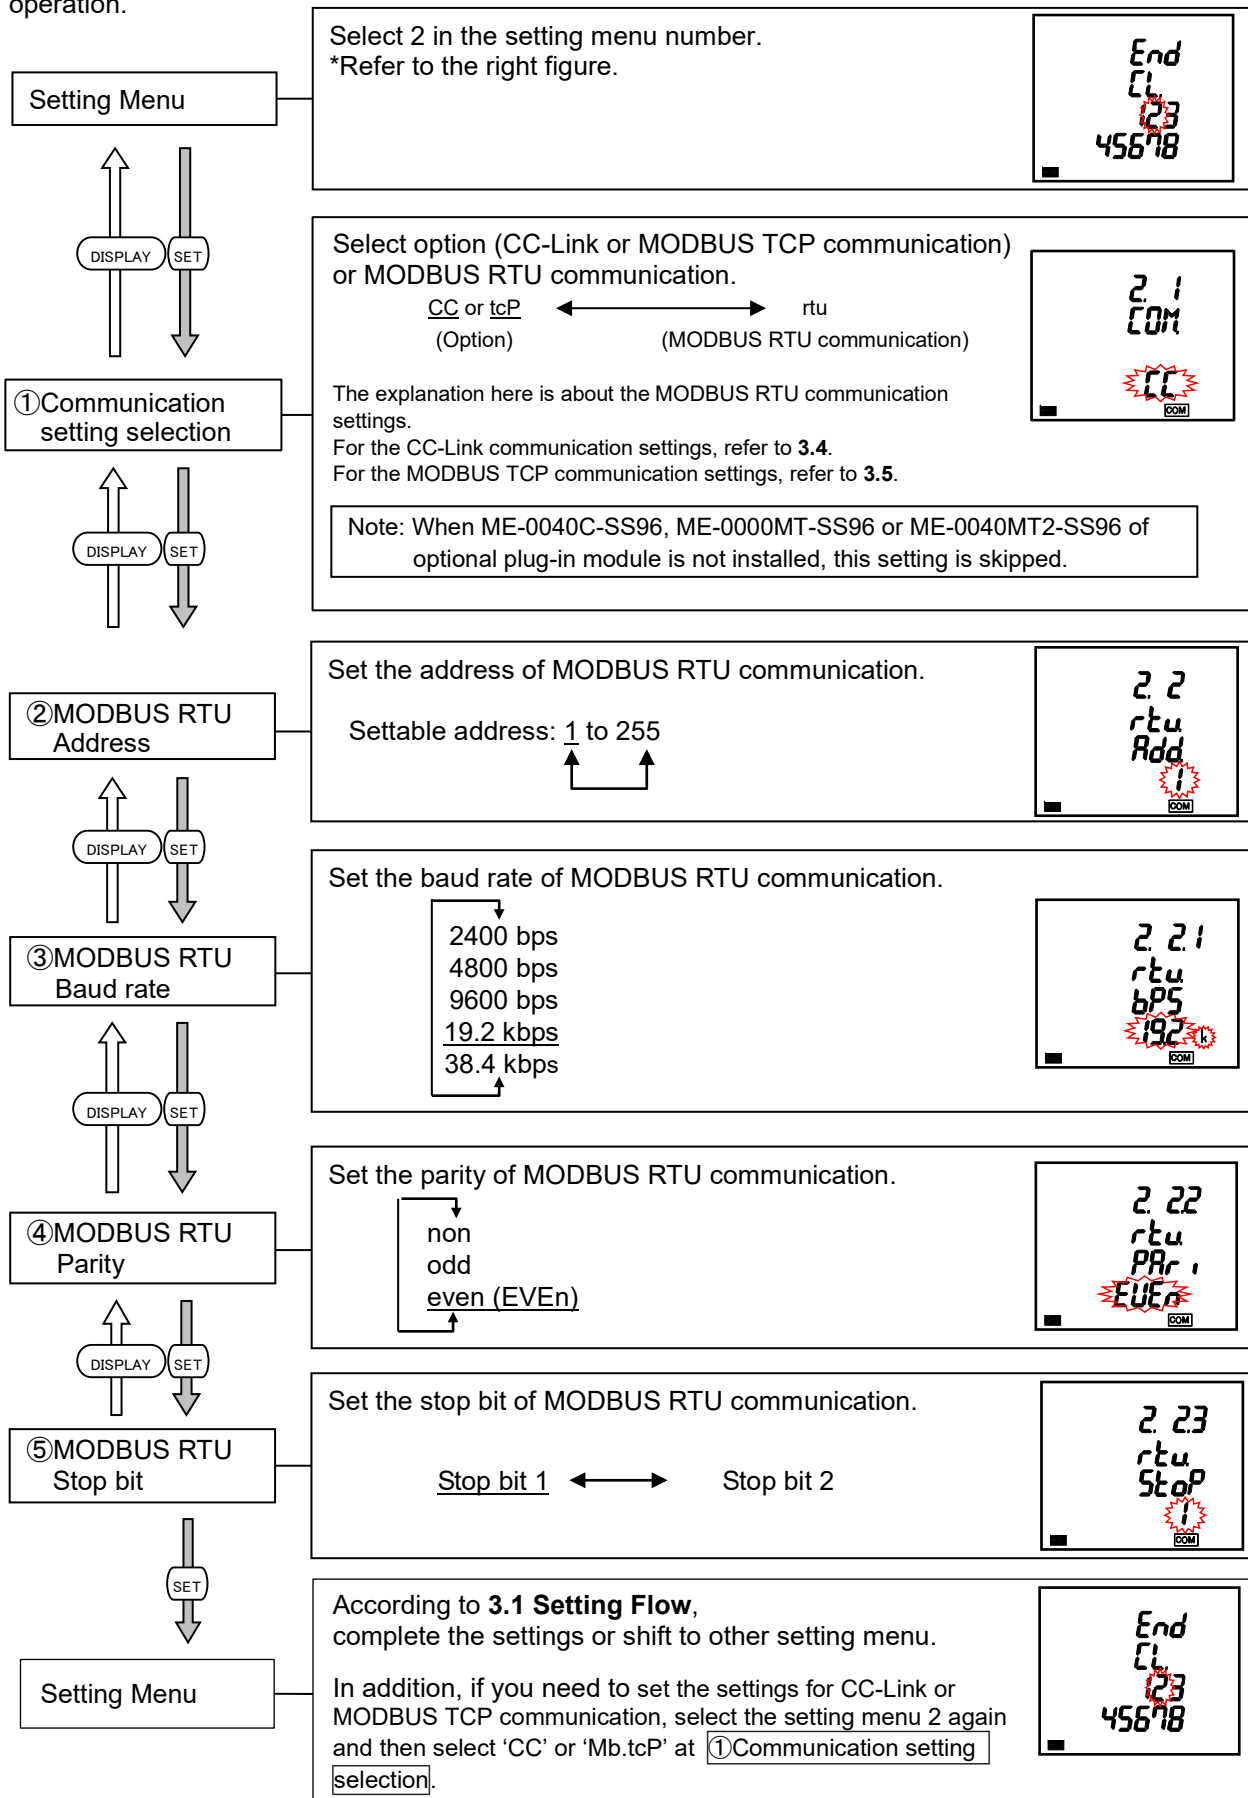 operation.
Setting Menu
Select 2 in the setting menu number.
*Refer to the right figure.
End
CL.
123
45678
DISPLAY
SET
①Communication
setting selection
Select option (CC-Link or MODBUS TCP communication)
or MODBUS RTU communication.
CC or tcP
rtu
(Option)
(MODBUS RTU communication)
The explanation here is about the MODBUS RTU communication
settings.
For the CC-Link communication settings, refer to 3.4.
For the MODBUS TCP communication settings, refer to 3.5.
Note: When ME-0040C-SS96, ME-0000MT-SS96 or ME-0040MT2-SS96 of
optional plug-in module is not installed, this setting is skipped.
2. 1
COM.
CC
COM
DISPLAY
SET
②MODBUS RTU
Address
Set the address of MODBUS RTU communication.
Settable address: 1 to 255
2. 2
rtu.
Add.
1
COM
DISPLAY
SET
③MODBUS RTU
Baud rate
Set the baud rate of MODBUS RTU communication.
2400 bps
4800 bps
9600 bps
19.2 kbps
38.4 kbps
2. 2.1
rtu.
bPS
19.2 k
COM
DISPLAY
SET
④MODBUS RTU
Parity
Set the parity of MODBUS RTU communication.
non
odd
even (EVEn)
2. 2.2
rtu.
PAri
EVEn
COM
DISPLAY
SET
⑤MODBUS RTU
Stop bit
Set the stop bit of MODBUS RTU communication.
Stop bit 1
Stop bit 2
2. 2.3
rtu.
StoP
1
COM
SET
Setting Menu
According to 3.1 Setting Flow,
complete the settings or shift to other setting menu.
In addition, if you need to set the settings for CC-Link or
MODBUS TCP communication, select the setting menu 2 again
and then select ‘CC’ or ‘Mb.tcP’ at ①Communication setting
selection.
End
CL.
123
45678